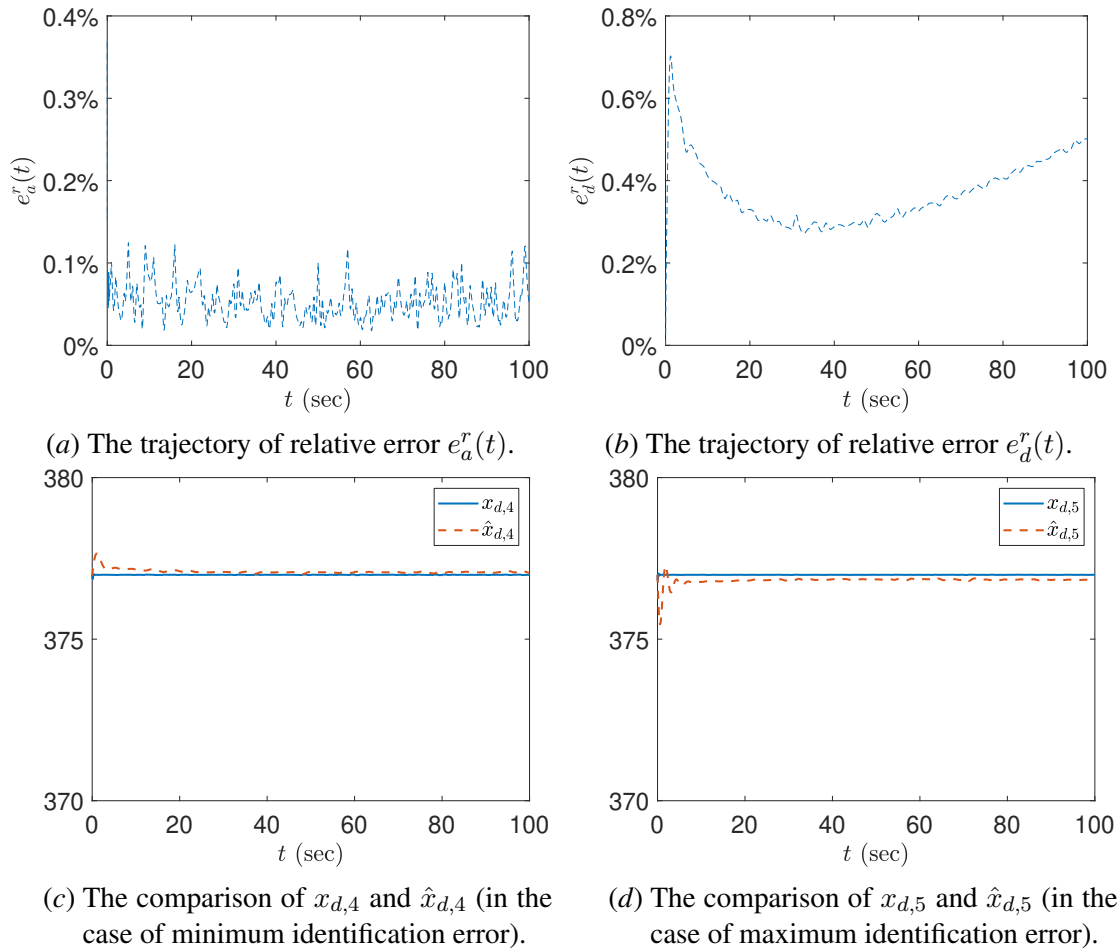 0.4%
0.3%
0.2%
0.1%
0%
e_a^r(t)
0 20 40 60 80 100
t (sec)
(a) The trajectory of relative error e_a^r(t).
0.8%
0.6%
0.4%
0.2%
0%
e_d^r(t)
0 20 40 60 80 100
t (sec)
(b) The trajectory of relative error e_d^r(t).
380
375
370
x_{d,4}
x̂_{d,4}
0 20 40 60 80 100
t (sec)
(c) The comparison of x_{d,4} and x̂_{d,4} (in the
case of minimum identification error).
380
375
370
x_{d,5}
x̂_{d,5}
0 20 40 60 80 100
t (sec)
(d) The comparison of x_{d,5} and x̂_{d,5} (in the
case of maximum identification error).